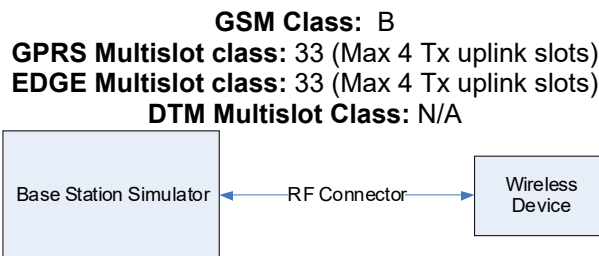 GSM Class: B
GPRS Multislot class: 33 (Max 4 Tx uplink slots)
EDGE Multislot class: 33 (Max 4 Tx uplink slots)
DTM Multislot Class: N/A
Base Station Simulator
RF Connector
Wireless
Device